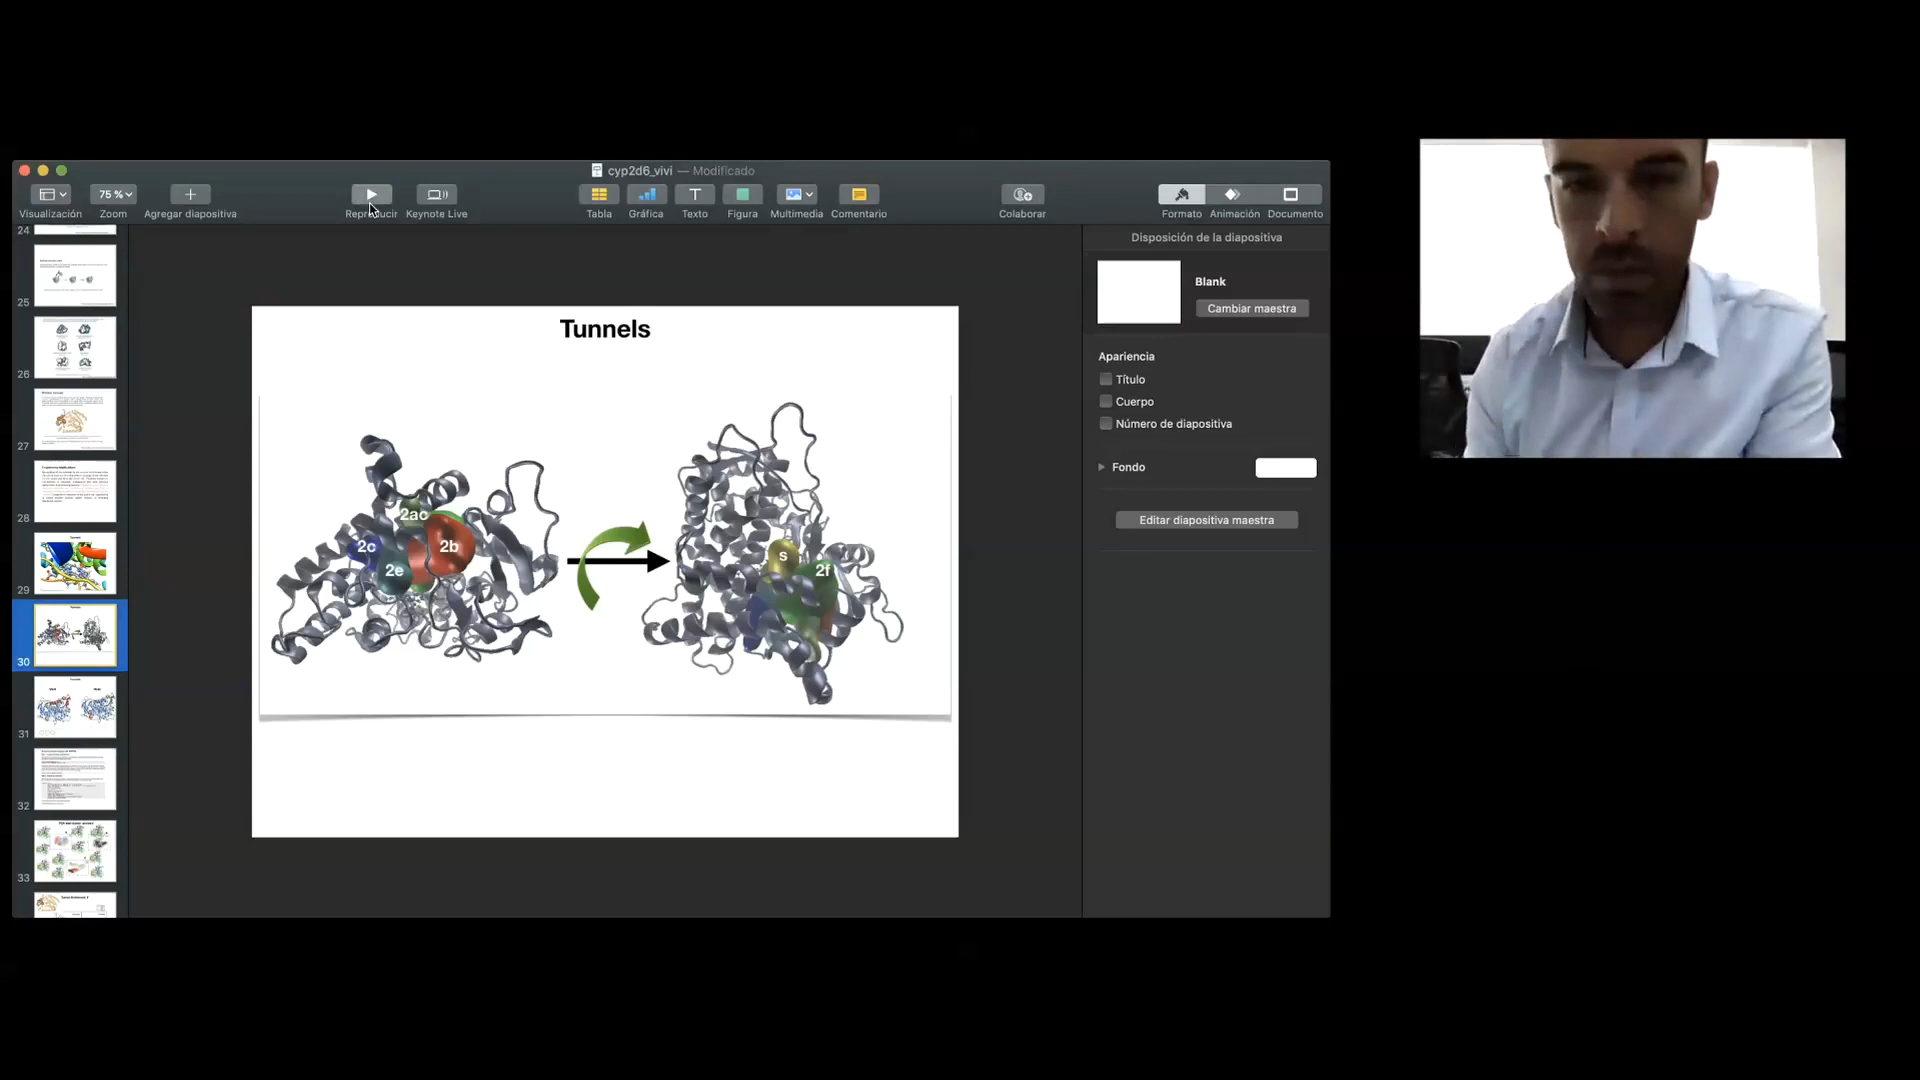 cyp2d6_vivi — Modificado
75 %
Visualización
Zoom
Agregar diapositiva
Reproducir
Keynote Live
Tabla
Gráfica
Texto
Figura
Multimedia
Comentario
Colaborar
Formato
Animación
Documento
24
25
26
27
28
29
30
31
32
33
Tunnels
2ac
2c
2b
2e
s
2f
Disposición de la diapositiva
Blank
Cambiar maestra
Apariencia
Título
Cuerpo
Número de diapositiva
Fondo
Editar diapositiva maestra